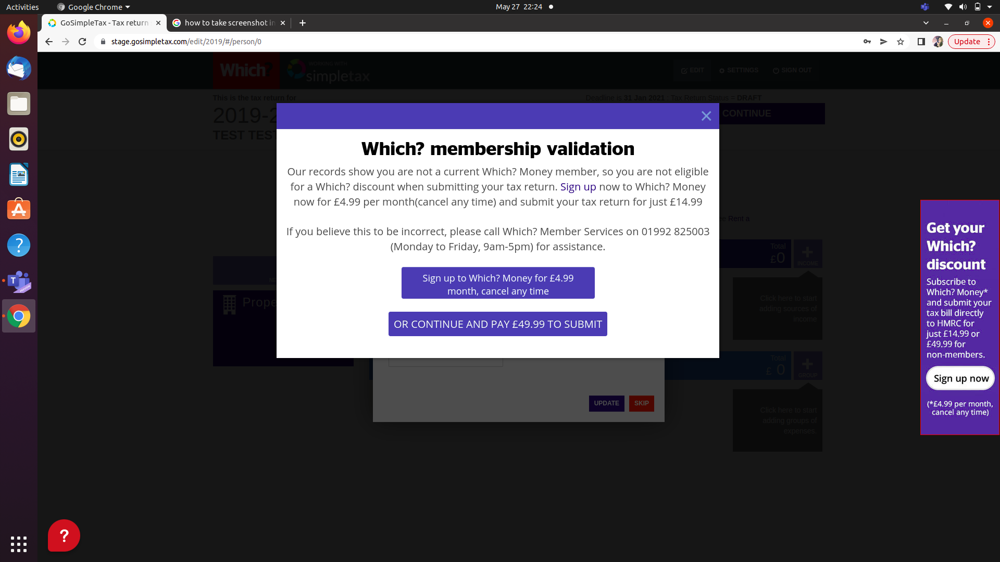 Activities
Google Chrome
May 27 22:24
GoSimpleTax - Tax return
how to take screenshot in
stage.gosimpletax.com/edit/2019/#/person/0
Update
Which?
WORKING WITH
simpletax
EDIT
SETTINGS
SIGN OUT
This is the tax return for
Deadline is 31 Jan 2021 : Tax Return Status = DRAFT
2019-2
CONTINUE
TEST TEST
Which? membership validation
Our records show you are not a current Which? Money member, so you are not eligible
for a Which? discount when submitting your tax return. Sign up now to Which? Money
now for £4.99 per month(cancel any time) and submit your tax return for just £14.99
If you believe this to be incorrect, please call Which? Member Services on 01992 825003
(Monday to Friday, 9am-5pm) for assistance.
Sign up to Which? Money for £4.99
month, cancel any time
OR CONTINUE AND PAY £49.99 TO SUBMIT
Rent a
Total
£0
INCOME
Click here to start
adding sources of
income
Prope
Total
£ 0
GROUP
Click here to start
adding groups of
expenses.
UPDATE
SKIP
Get your
Which?
discount
Subscribe to
Which? Money*
and submit your
tax bill directly
to HMRC for
just £14.99 or
£49.99 for
non-members.
Sign up now
(*£4.99 per month,
cancel any time)
?